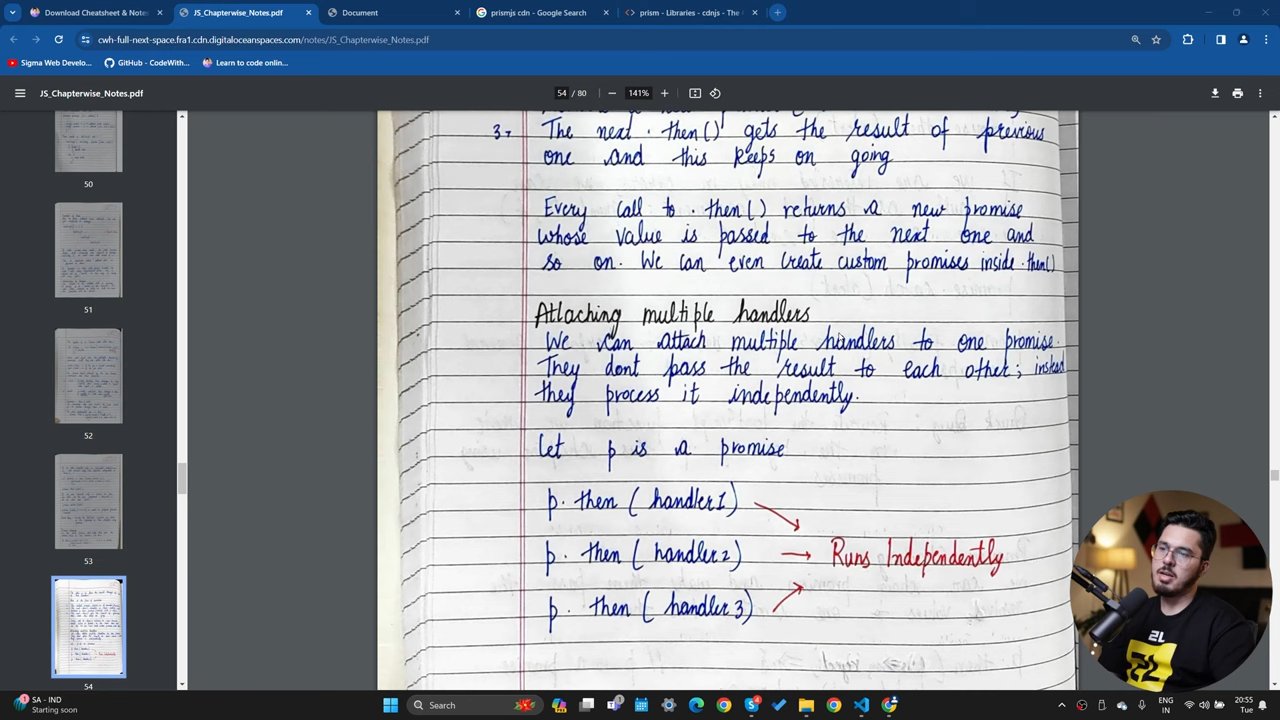 Download Cheatsheet & Notes
JS_Chapterwise_Notes.pdf
Document
prismjs cdn - Google Search
prism - Libraries - cdnjs - The
cwh-full-next-space.fra1.cdn.digitaloceanspaces.com/notes/JS_Chapterwise_Notes.pdf
Sigma Web Develo...
GitHub - CodeWith...
Learn to code onlin...
JS_Chapterwise_Notes.pdf
54 / 80
141%
50
51
52
53
54
3. The next .then() gets the result of previous
one and this keeps on going
Every call to .then() returns a new promise
whose value is passed to the next one and
so on. We can even create custom promises inside .then()
Attaching multiple handlers
We can attach multiple handlers to one promise.
They dont pass the result to each other; instead
they process it independently.
let p is a promise
p. then ( handler1)
p. then ( handler2) → Runs Independently
p. then ( handler3)
SA - IND
Starting soon
Search
ENG
IN
20:55
Tue